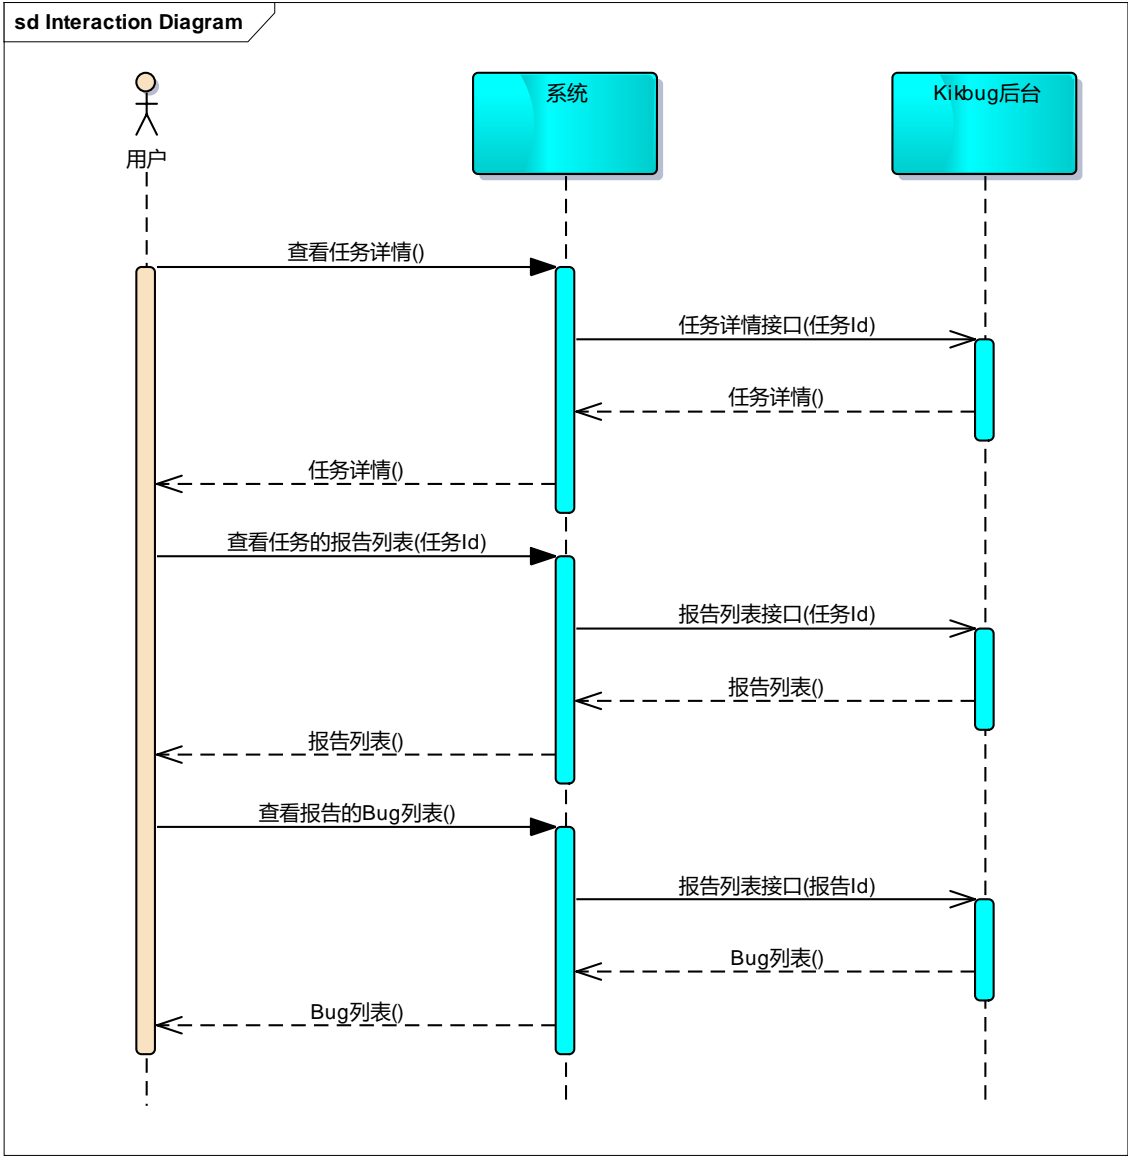 sd Interaction Diagram
用户
系统
Kikbug后台
查看任务详情()
任务详情接口(任务Id)
任务详情()
任务详情()
查看任务的报告列表(任务Id)
报告列表接口(任务Id)
报告列表()
报告列表()
查看报告的Bug列表()
报告列表接口(报告Id)
Bug列表()
Bug列表()